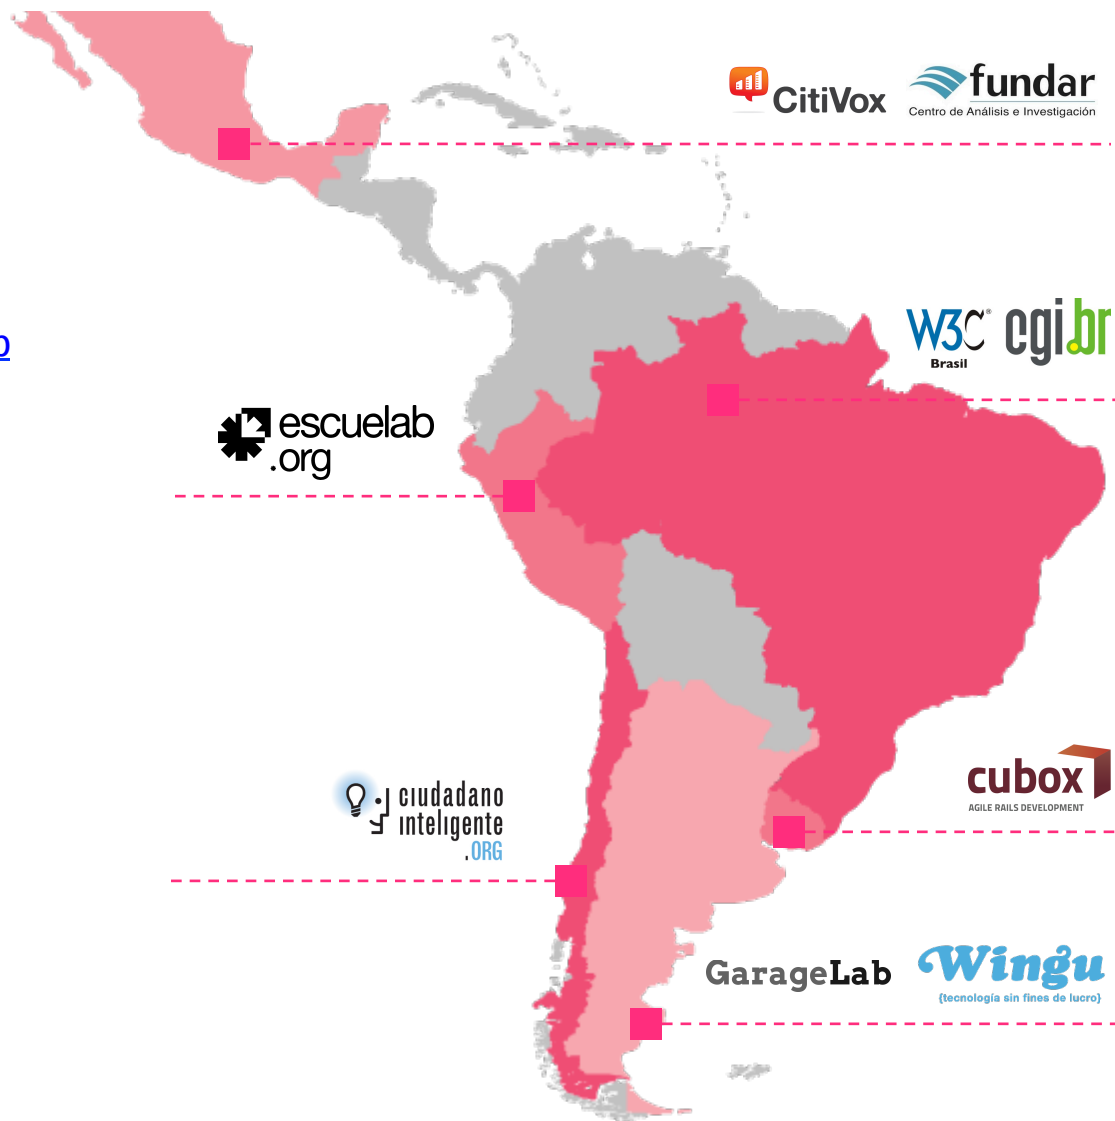 CitiVox
fundar
Centro de Análisis e Investigación
W3C®
Brasil
cgi.br
escuelab
.org
cubox
AGILE RAILS DEVELOPMENT
ciudadano
inteligente
.ORG
GarageLab
Wingu
{tecnología sin fines de lucro}